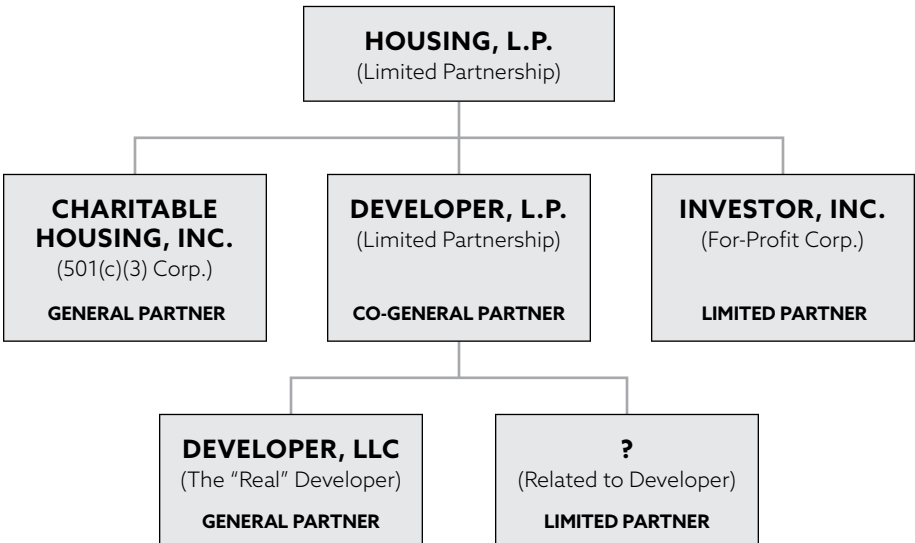 HOUSING, L.P.
(Limited Partnership)
CHARITABLE
HOUSING, INC.
(501(c)(3) Corp.)
GENERAL PARTNER
DEVELOPER, L.P.
(Limited Partnership)
CO-GENERAL PARTNER
INVESTOR, INC.
(For-Profit Corp.)
LIMITED PARTNER
DEVELOPER, LLC
(The “Real” Developer)
GENERAL PARTNER
?
(Related to Developer)
LIMITED PARTNER